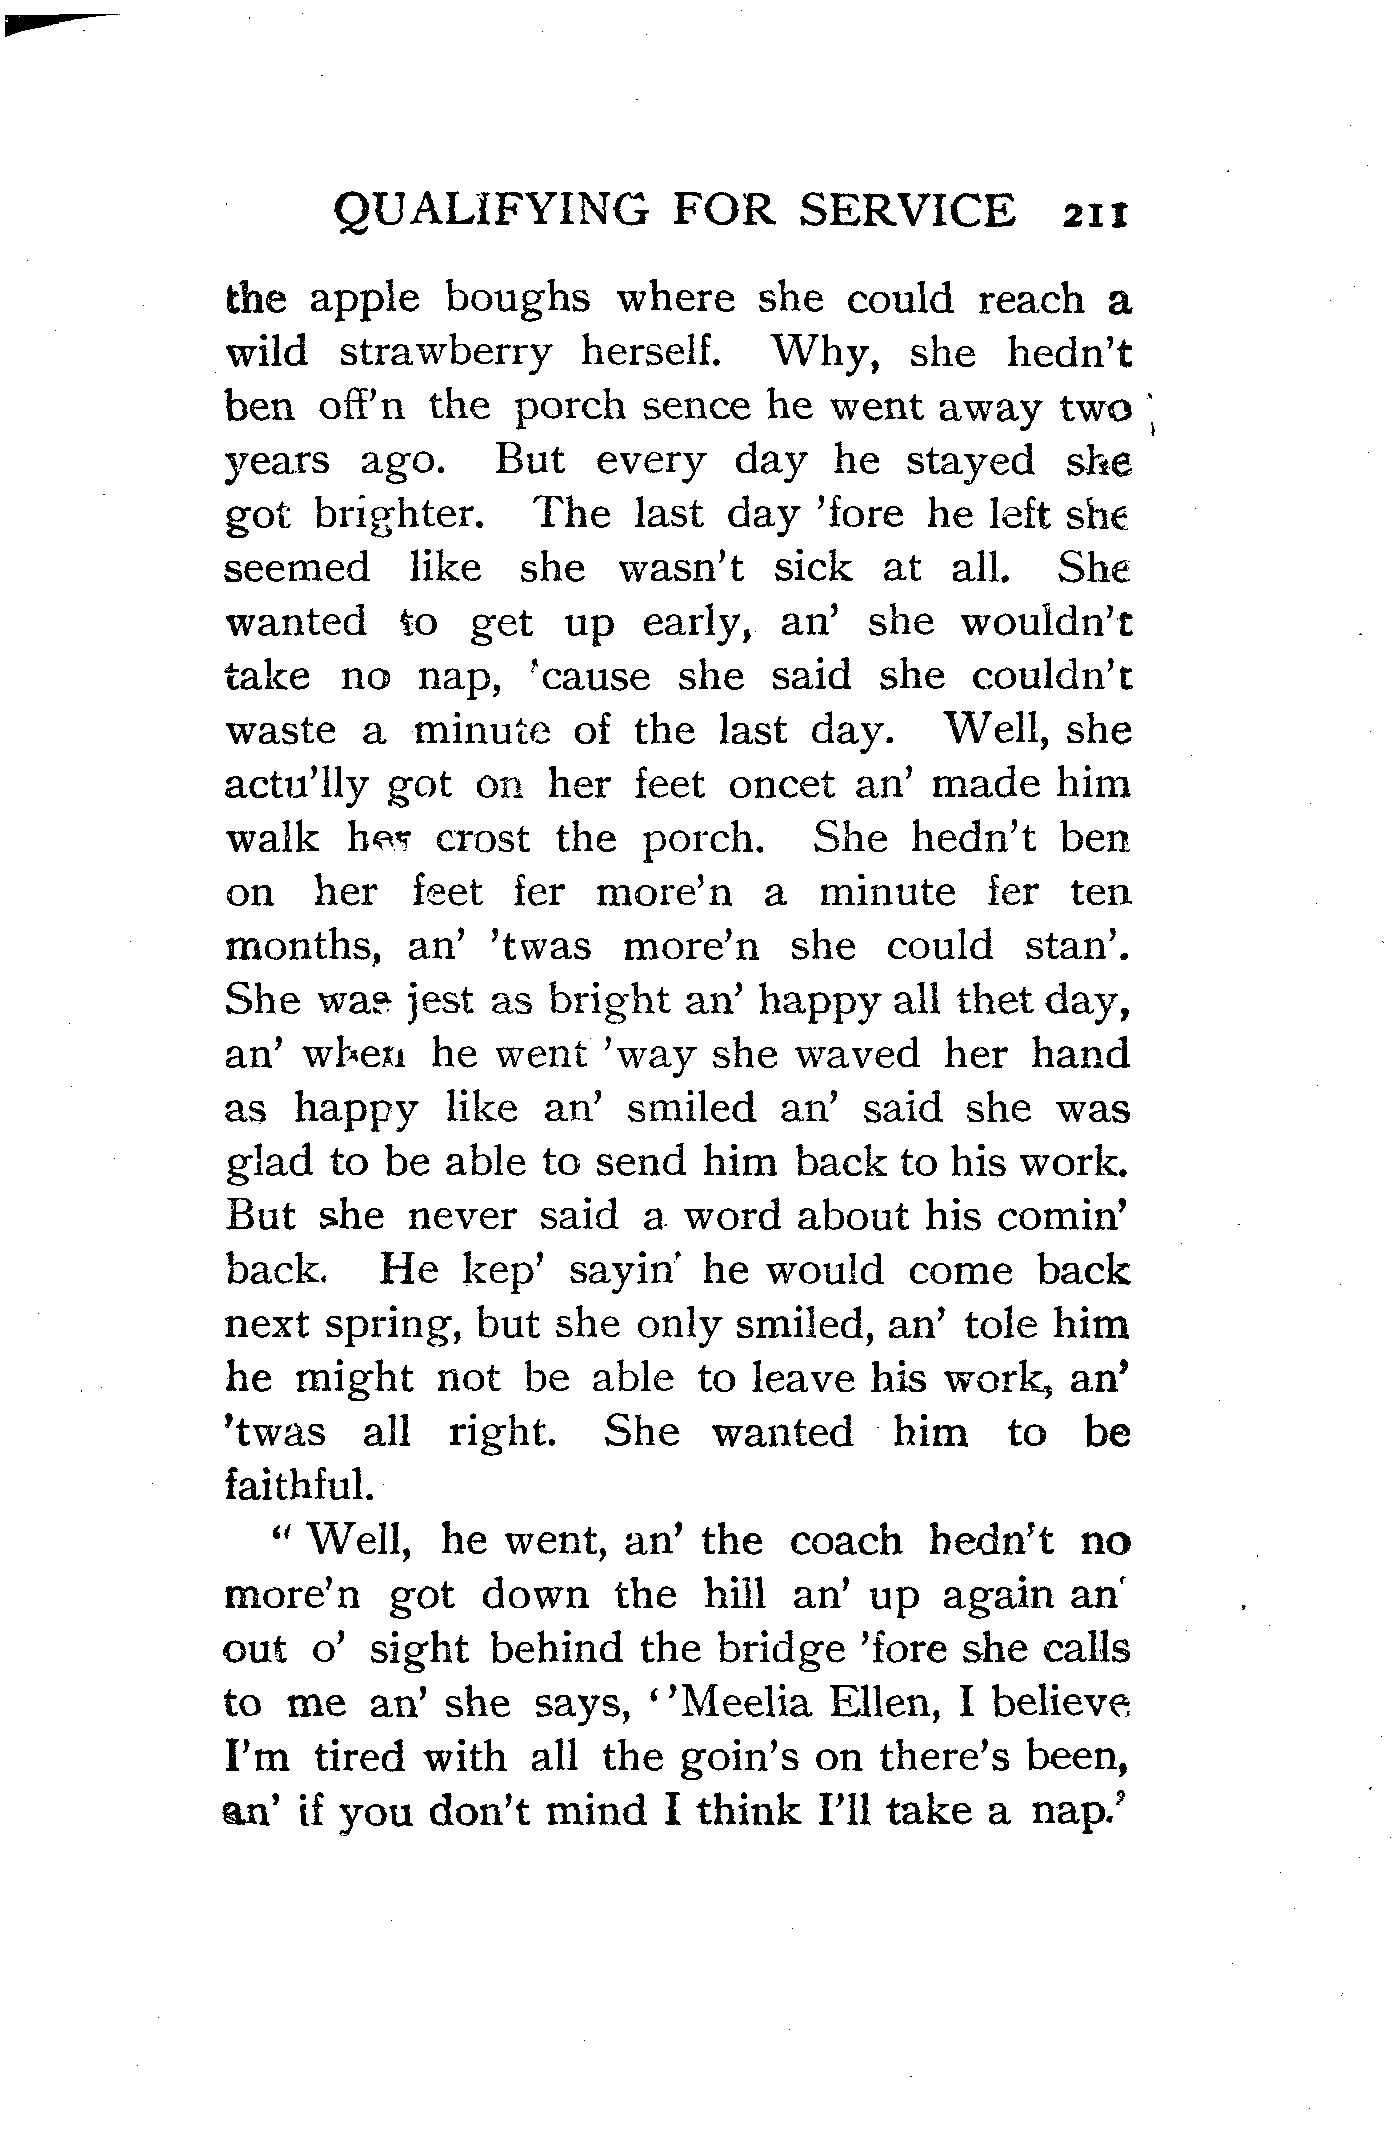 QUALIFYING FOR SERVICE 211
the apple boughs where she could reach a
wild strawberry herself. Why, she hedn't
ben off'n the porch sence he went away two
years ago. But every day he stayed she
got brighter. The last day 'fore he left she
seemed like she wasn't sick at all. She
wanted to get up early, an' she wouldn't
take no nap, 'cause she said she couldn't
waste a minute of the last day. Well, she
actu'lly got on her feet oncet an' made him
walk her crost the porch. She hedn't ben
on her feet fer more'n a minute fer ten
months, an' 'twas more'n she could stan'.
She was jest as bright an' happy all thet day,
an' when he went 'way she waved her hand
as happy like an' smiled an' said she was
glad to be able to send him back to his work.
But she never said a word about his comin'
back. He kep' sayin' he would come back
next spring, but she only smiled, an' tole him
he might not be able to leave his work, an'
'twas all right. She wanted him to be
faithful.
"Well, he went, an' the coach hedn't no
more'n got down the hill an' up again an'
out o' sight behind the bridge 'fore she calls
to me an' she says, ''Meelia Ellen, I believe
I'm tired with all the goin's on there's been,
an' if you don't mind I think I'll take a nap.'